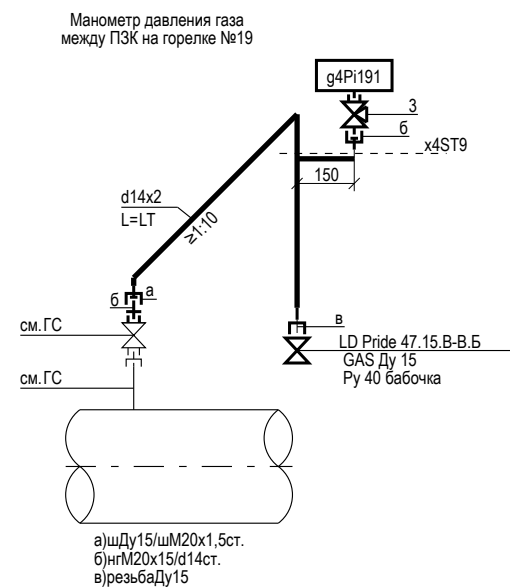 Манометр давления газа
между ПЗК на горелке №19
g4Pi191
3
б
x4ST9
150
d14x2
L=LT
≥1:10
а
б
см.ГС
в
LD Pride 47.15.В-В.Б
GAS Ду 15
Ру 40 бабочка
см.ГС
а)шДу15/шМ20х1,5ст.
б)нгМ20х15/d14ст.
в)резьбаДу15